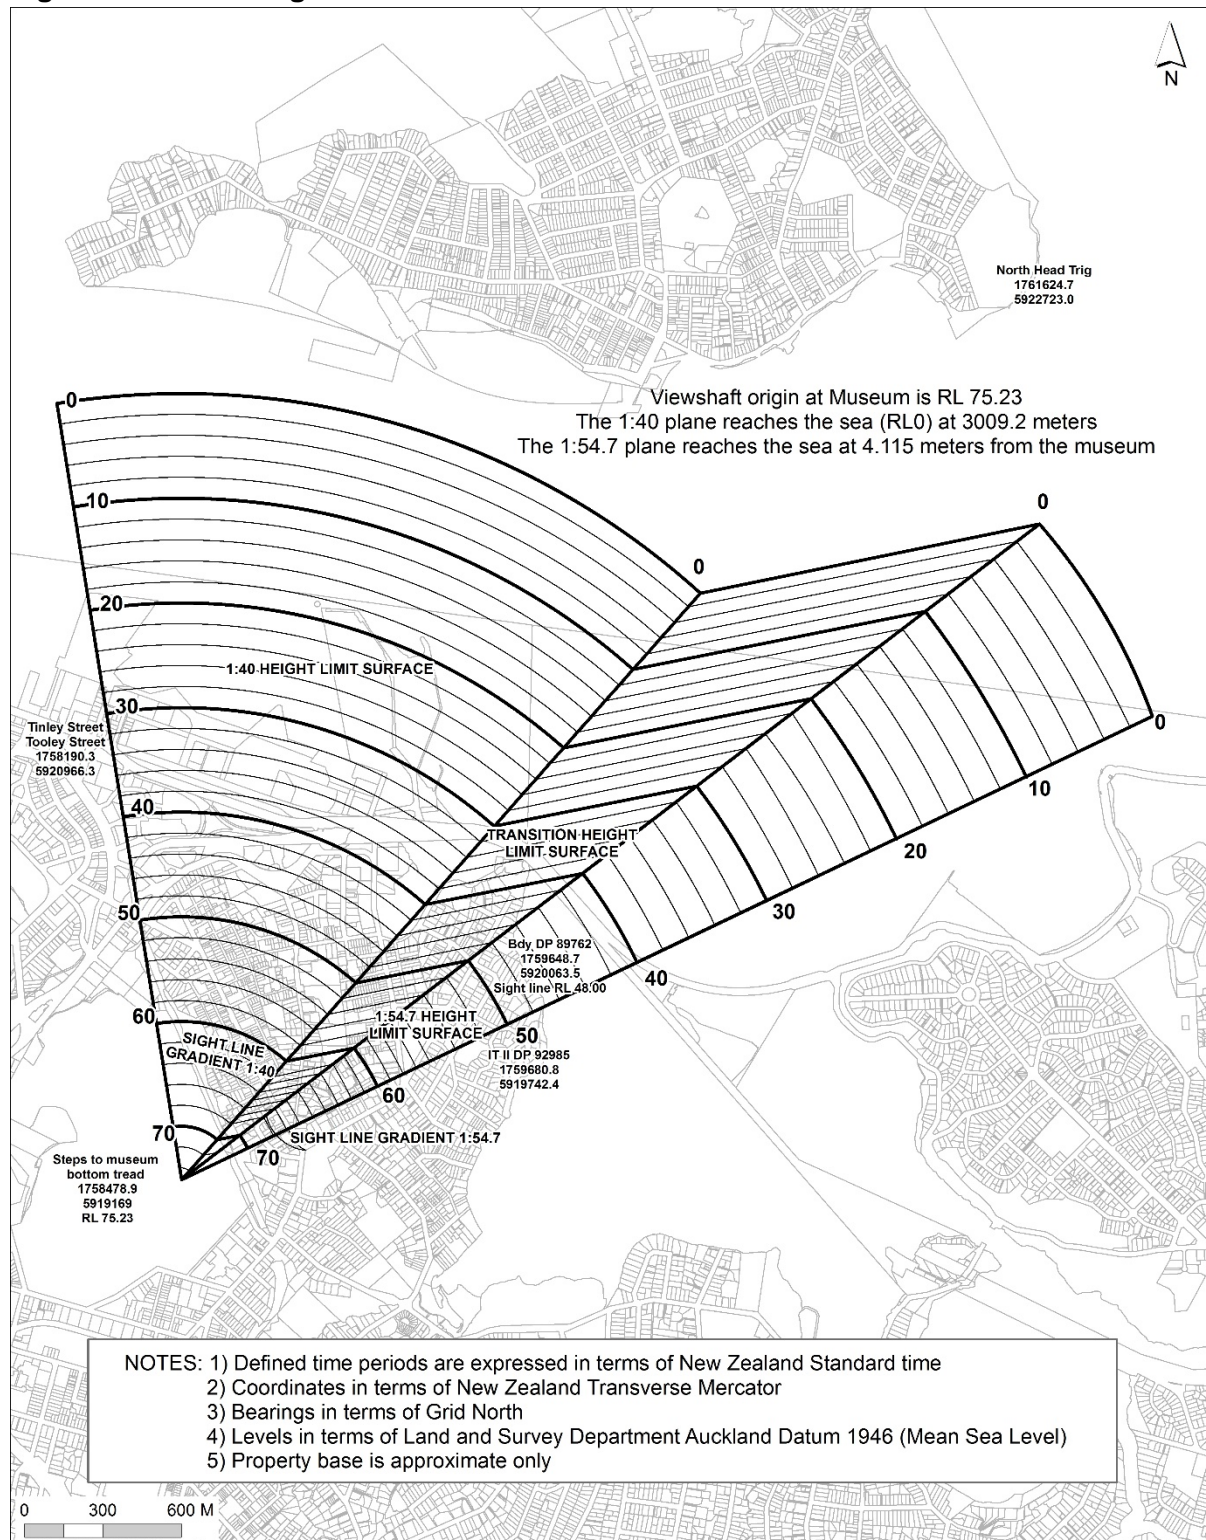 N
North Head Trig
1761624.7
5922723.0
Viewshaft origin at Museum is RL 75.23
The 1:40 plane reaches the sea (RL0) at 3009.2 meters
The 1:54.7 plane reaches the sea at 4.115 meters from the museum
0
10
20
30
40
50
60
70
0
0
0
10
20
30
40
50
60
70
1:40 HEIGHT LIMIT SURFACE
Tinley Street
Tooley Street
1758190.3
5920966.3
TRANSITION HEIGHT
LIMIT SURFACE
Bdy DP 89762
1759648.7
5920063.5
Sight line RL 48.00
1:54.7 HEIGHT
LIMIT SURFACE
SIGHT LINE
GRADIENT 1:40
IT II DP 92985
1759680.8
5919742.4
SIGHT LINE GRADIENT 1:54.7
Steps to museum
bottom tread
1758478.9
5919169
RL 75.23
NOTES: 1) Defined time periods are expressed in terms of New Zealand Standard time
2) Coordinates in terms of New Zealand Transverse Mercator
3) Bearings in terms of Grid North
4) Levels in terms of Land and Survey Department Auckland Datum 1946 (Mean Sea Level)
5) Property base is approximate only
0 300 600 M